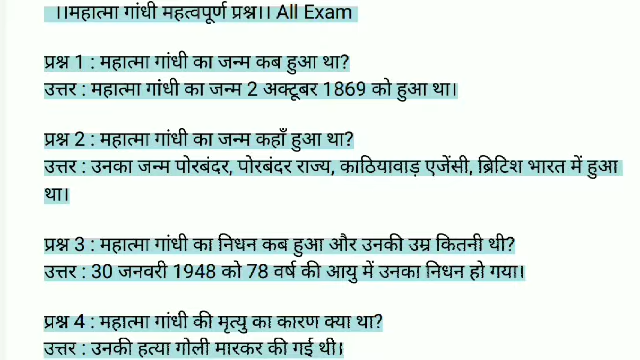 ।।महात्मा गांधी महत्वपूर्ण प्रश्न।। All Exam
प्रश्न 1 : महात्मा गांधी का जन्म कब हुआ था?
उत्तर : महात्मा गांधी का जन्म 2 अक्टूबर 1869 को हुआ था।
प्रश्न 2 : महात्मा गांधी का जन्म कहाँ हुआ था?
उत्तर : उनका जन्म पोरबंदर, पोरबंदर राज्य, काठियावाड़ एजेंसी, ब्रिटिश भारत में हुआ
था।
प्रश्न 3 : महात्मा गांधी का निधन कब हुआ और उनकी उम्र कितनी थी?
उत्तर : 30 जनवरी 1948 को 78 वर्ष की आयु में उनका निधन हो गया।
प्रश्न 4 : महात्मा गांधी की मृत्यु का कारण क्या था?
उत्तर : उनकी हत्या गोली मारकर की गई थी।